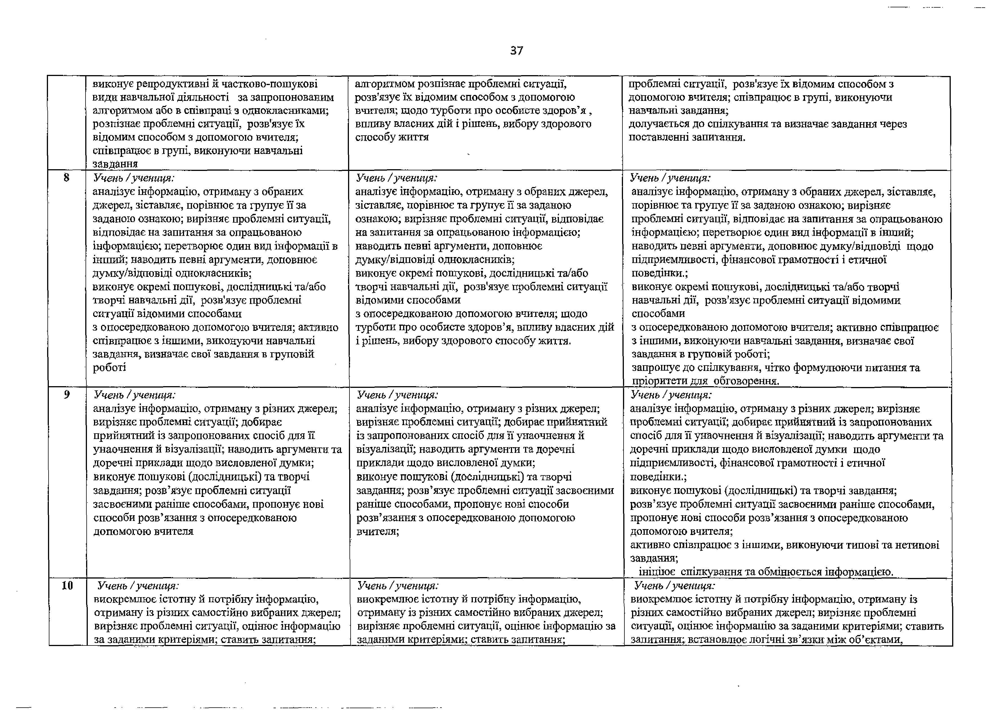 37
виконує репродуктивні й частково-пошукові
види навчальної діяльності за запропонованим
алгоритмом або в співпраці з однокласниками;
розпізнає проблемні ситуації, розв'язує їх
відомим способом з допомогою вчителя;
співпрацює в групі, виконуючи навчальні
завдання
алгоритмом розпізнає проблемні ситуації,
розв'язує їх відомим способом з допомогою
вчителя; щодо турботи про особисте здоров’я ,
впливу власних дій і рішень, вибору здорового
способу життя
проблемні ситуації, розв'язує їх відомим способом з
допомогою вчителя; співпрацює в групі, виконуючи
навчальні завдання;
долучається до спілкування та визначає завдання через
поставленні запитання.
8
Учень / учениця:
аналізує інформацію, отриману з обраних
джерел, зіставляє, порівнює та групує її за
заданою ознакою; вирізняє проблемні ситуації,
відповідає на запитання за опрацьованою
інформацією; перетворює один вид інформації в
інший; наводить певні аргументи, доповнює
думку/відповіді однокласників;
виконує окремі пошукові, дослідницькі та/або
творчі навчальні дії, розв'язує проблемні
ситуації відомими способами
з опосередкованою допомогою вчителя; активно
співпрацює з іншими, виконуючи навчальні
завдання, визначає свої завдання в груповій
роботі
Учень / учениця:
аналізує інформацію, отриману з обраних джерел,
зіставляє, порівнює та групує її за заданою
ознакою; вирізняє проблемні ситуації, відповідає
на запитання за опрацьованою інформацією;
наводить певні аргументи, доповнює
думку/відповіді однокласників;
виконує окремі пошукові, дослідницькі та/або
творчі навчальні дії, розв'язує проблемні ситуації
відомими способами
з опосередкованою допомогою вчителя; щодо
турботи про особисте здоров’я, впливу власних дій
і рішень, вибору здорового способу життя.
Учень / учениця:
аналізує інформацію, отриману з обраних джерел, зіставляє,
порівнює та групує її за заданою ознакою; вирізняє
проблемні ситуації, відповідає на запитання за опрацьованою
інформацією; перетворює один вид інформації в інший;
наводить певні аргументи, доповнює думку/відповіді щодо
підприємливості, фінансової грамотності і етичної
поведінки.;
виконує окремі пошукові, дослідницькі та/або творчі
навчальні дії, розв'язує проблемні ситуації відомими
способами
з опосередкованою допомогою вчителя; активно співпрацює
з іншими, виконуючи навчальні завдання, визначає свої
завдання в груповій роботі;
запрошує до спілкування, чітко формулюючи питання та
пріоритети для обговорення.
9
Учень / учениця:
аналізує інформацію, отриману з різних джерел;
вирізняє проблемні ситуації; добирає
прийнятний із запропонованих спосіб для її
унаочнення й візуалізації; наводить аргументи та
доречні приклади щодо висловленої думки;
виконує пошукові (дослідницькі) та творчі
завдання; розв’язує проблемні ситуації
засвоєними раніше способами, пропонує нові
способи розв’язання з опосередкованою
допомогою вчителя
Учень / учениця:
аналізує інформацію, отриману з різних джерел;
вирізняє проблемні ситуації; добирає прийнятний
із запропонованих спосіб для її унаочнення й
візуалізації; наводить аргументи та доречні
приклади щодо висловленої думки;
виконує пошукові (дослідницькі) та творчі
завдання; розв’язує проблемні ситуації засвоєними
раніше способами, пропонує нові способи
розв’язання з опосередкованою допомогою
вчителя;
Учень / учениця:
аналізує інформацію, отриману з різних джерел; вирізняє
проблемні ситуації; добирає прийнятний із запропонованих
спосіб для її унаочнення й візуалізації; наводить аргументи та
доречні приклади щодо висловленої думки щодо
підприємливості, фінансової грамотності і етичної
поведінки.;
виконує пошукові (дослідницькі) та творчі завдання;
розв’язує проблемні ситуації засвоєними раніше способами,
пропонує нові способи розв’язання з опосередкованою
допомогою вчителя;
активно співпрацює з іншими, виконуючи типові та нетипові
завдання;
ініціює спілкування та обмінюється інформацією.
10
Учень / учениця:
виокремлює істотну й потрібну інформацію,
отриману із різних самостійно вибраних джерел;
вирізняє проблемні ситуації, оцінює інформацію
за заданими критеріями; ставить запитання;
Учень / учениця:
виокремлює істотну й потрібну інформацію,
отриману із різних самостійно вибраних джерел;
вирізняє проблемні ситуації, оцінює інформацію за
заданими критеріями; ставить запитання;
Учень / учениця:
виокремлює істотну й потрібну інформацію, отриману із
різних самостійно вибраних джерел; вирізняє проблемні
ситуації, оцінює інформацію за заданими критеріями; ставить
запитання; встановлює логічні зв’язки між об’єктами,